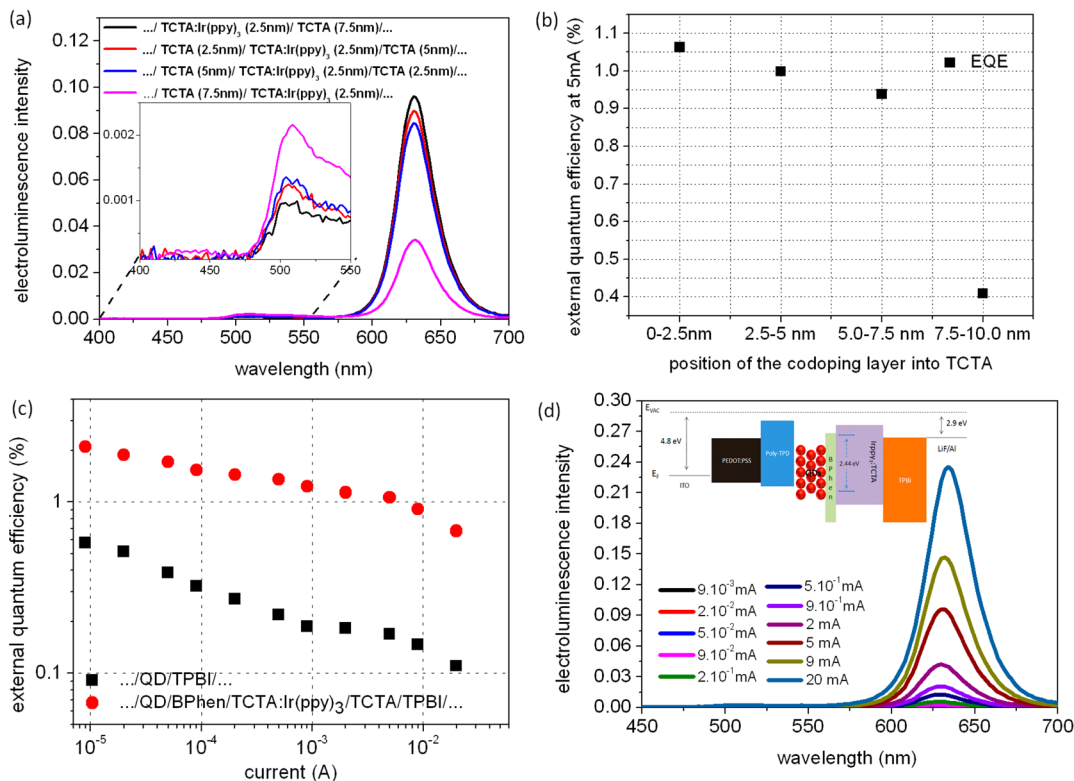 (a)
0.12
0.10
0.08
0.06
0.04
0.02
0.00
electroluminescence intensity
.../ TCTA:Ir(ppy)₃ (2.5nm)/ TCTA (7.5nm)/...
.../ TCTA (2.5nm)/ TCTA:Ir(ppy)₃ (2.5nm)/TCTA (5nm)/...
.../ TCTA (5nm)/ TCTA:Ir(ppy)₃ (2.5nm)/TCTA (2.5nm)/...
.../ TCTA (7.5nm)/ TCTA:Ir(ppy)₃ (2.5nm)/...
0.002
0.001
400 450 500 550
400 450 500 550 600 650 700
wavelength (nm)
(b)
external quantum efficiency at 5mA (%)
1.1
1.0
0.9
0.8
0.7
0.6
0.5
0.4
EQE
0-2.5nm 2.5-5 nm 5.0-7.5 nm 7.5-10.0 nm
position of the codoping layer into TCTA
(c)
external quantum efficiency (%)
1
0.1
.../QD/TPBI/...
.../QD/BPhen/TCTA:Ir(ppy)₃/TCTA/TPBI/...
10⁻⁵ 10⁻⁴ 10⁻³ 10⁻²
current (A)
(d)
electroluminescence intensity
0.30
0.27
0.24
0.21
0.18
0.15
0.12
0.09
0.06
0.03
0.00
E_VAC
4.8 eV
2.9 eV
E_F
ITO
PEDOT:PSS
Poly-TPD
QDs
BPhen
2.44 eV
Irppy₃:TCTA
TPBi
LiF/Al
9.10⁻³mA
2.10⁻²mA
5.10⁻²mA
9.10⁻²mA
2.10⁻¹mA
5.10⁻¹mA
9.10⁻¹mA
2 mA
5 mA
9 mA
20 mA
450 500 550 600 650 700
wavelength (nm)